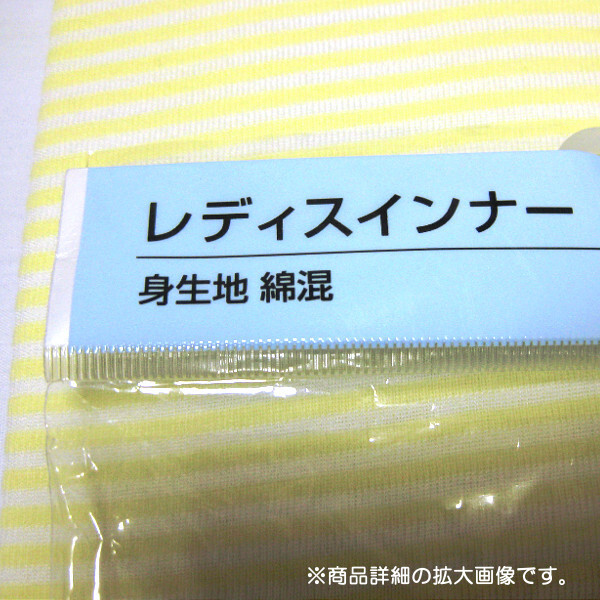 レディスインナー
身生地 綿混
※商品詳細の拡大画像です。